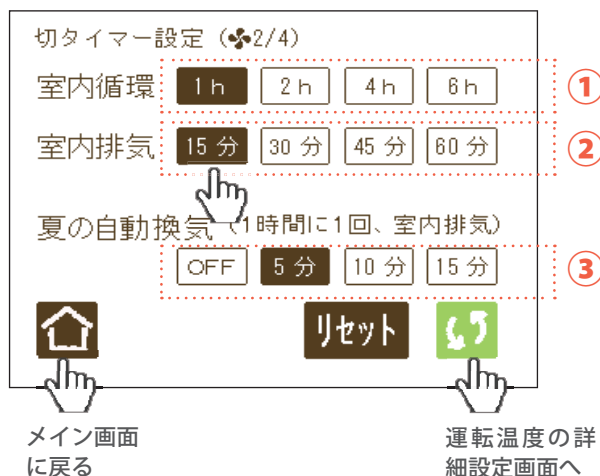 切タイマー設定（2/4）
室内循環 1h 2h 4h 6h ①
室内排気 15分 30分 45分 60分 ②
夏の自動換気（1時間に1回、室内排気）
OFF 5分 10分 15分 ③
リセット
メイン画面
に戻る
運転温度の詳
細設定画面へ